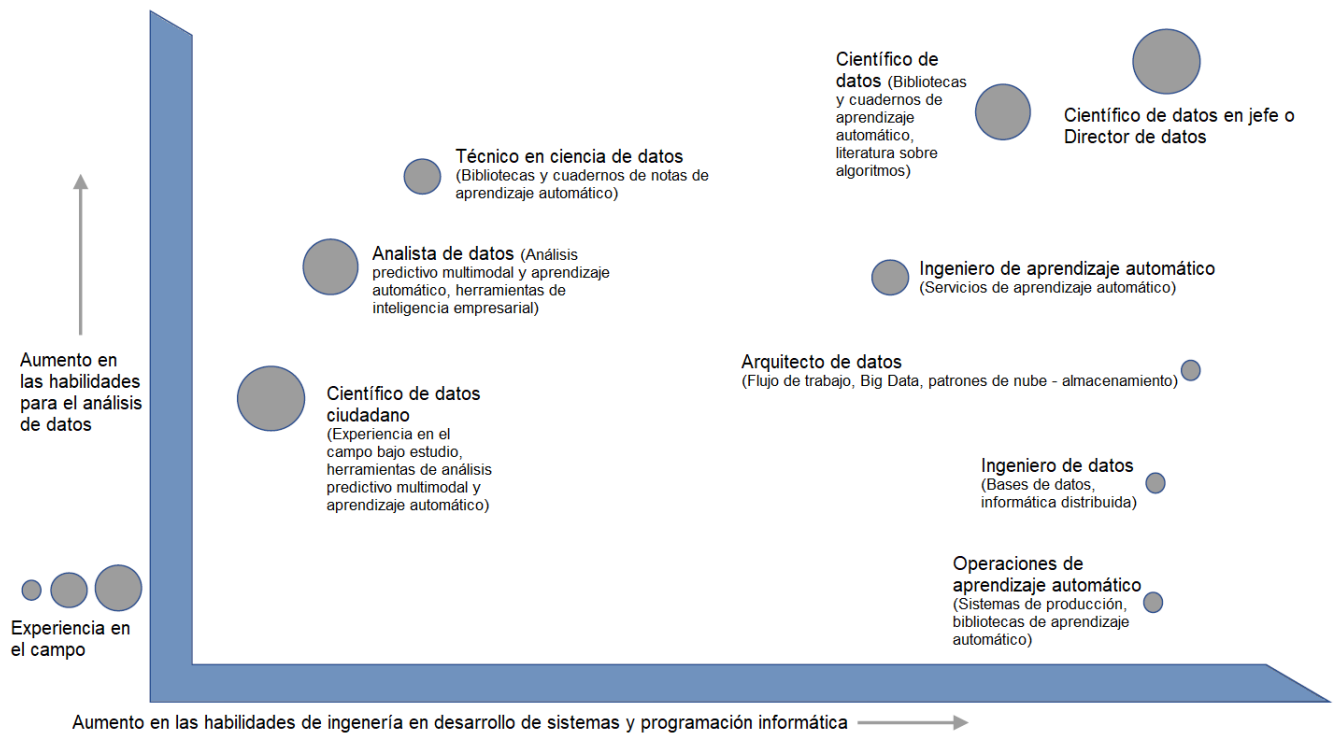 Científico de
datos (Bibliotecas
y cuadernos de
aprendizaje
automático,
literatura sobre
algoritmos)
Científico de datos en jefe o
Director de datos
Técnico en ciencia de datos
(Bibliotecas y cuadernos de notas de
aprendizaje automático)
Analista de datos (Análisis
predictivo multimodal y aprendizaje
automático, herramientas de
inteligencia empresarial)
Ingeniero de aprendizaje automático
(Servicios de aprendizaje automático)
Aumento en
las habilidades
para el análisis
de datos
Arquitecto de datos
(Flujo de trabajo, Big Data, patrones de nube - almacenamiento)
Científico de datos
ciudadano
(Experiencia en el
campo bajo estudio,
herramientas de análisis
predictivo multimodal y
aprendizaje automático)
Ingeniero de datos
(Bases de datos,
informática distribuida)
Operaciones de
aprendizaje automático
(Sistemas de producción,
bibliotecas de aprendizaje
automático)
Experiencia en
el campo
Aumento en las habilidades de ingenería en desarrollo de sistemas y programación informática